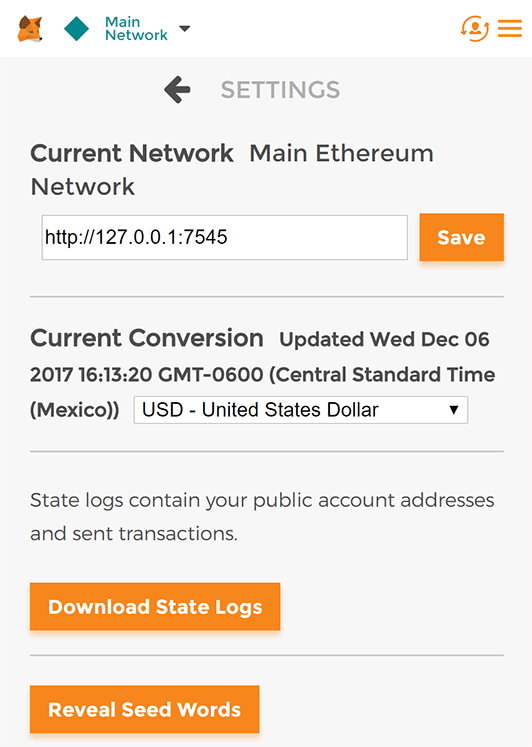 Main
Network
SETTINGS
Current Network Main Ethereum
Network
http://127.0.0.1:7545
Save
Current Conversion Updated Wed Dec 06
2017 16:13:20 GMT-0600 (Central Standard Time
(Mexico))
USD - United States Dollar
State logs contain your public account addresses
and sent transactions.
Download State Logs
Reveal Seed Words